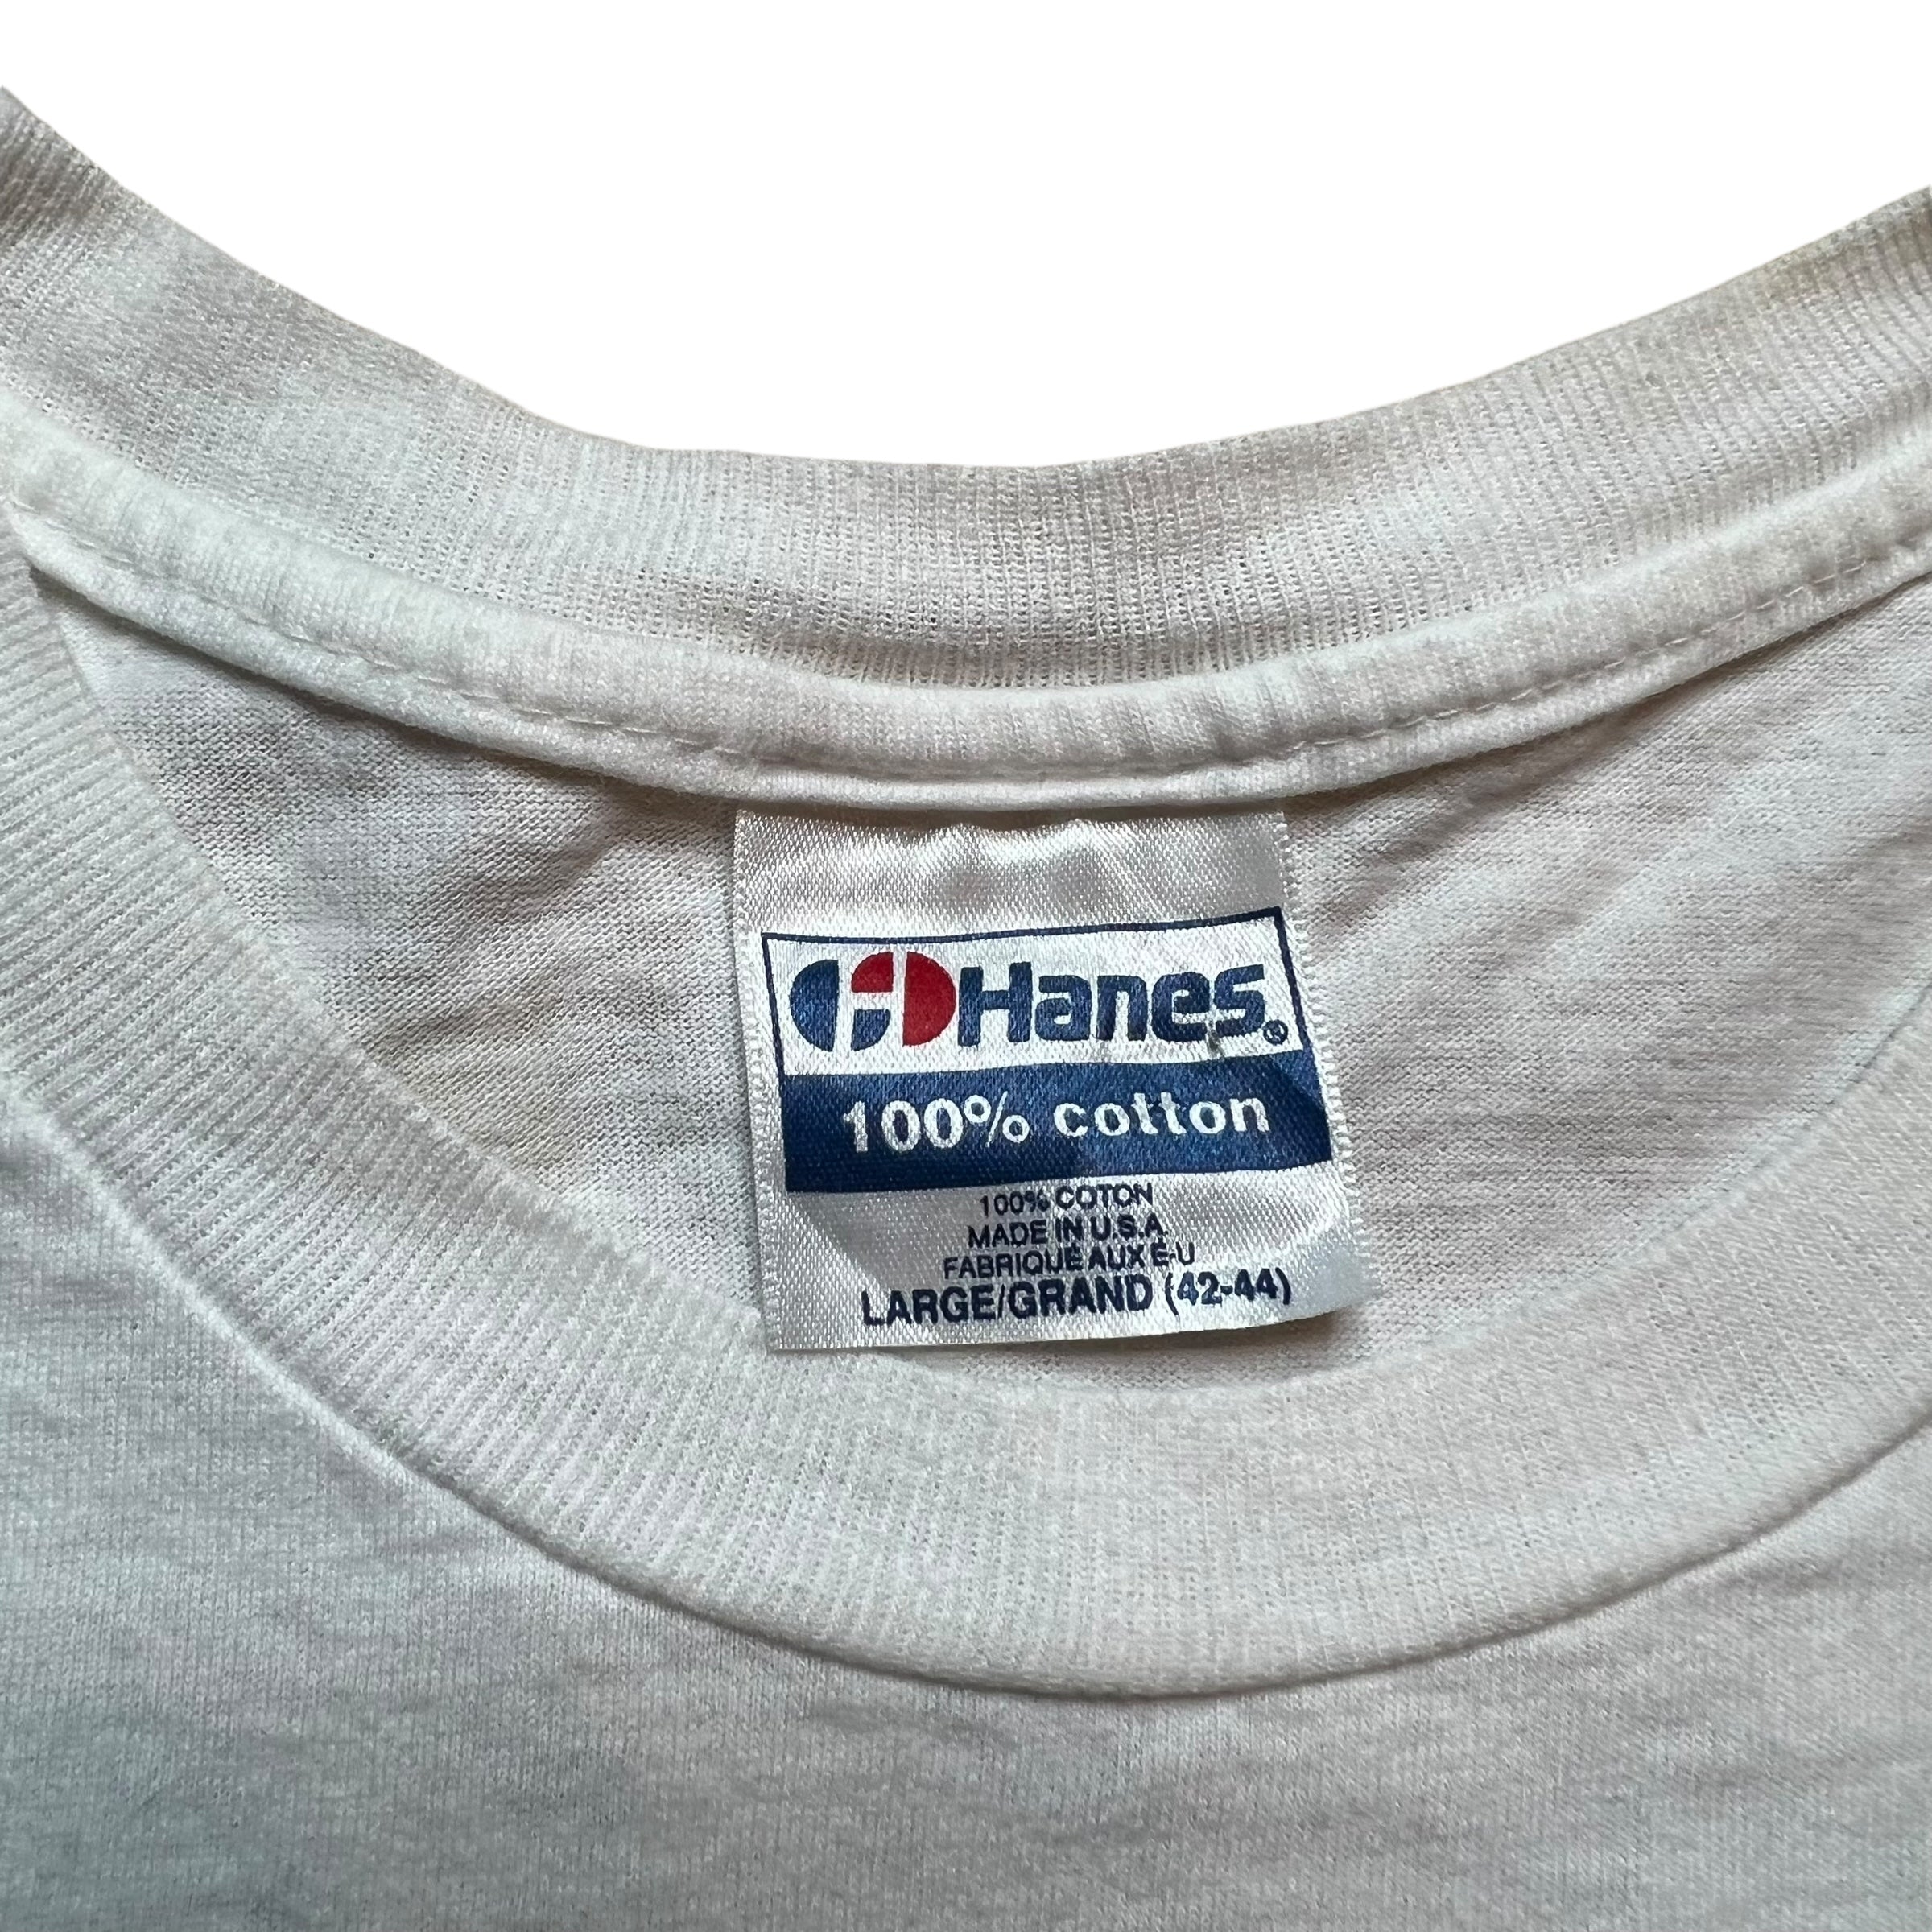 Hanes®
100% cotton
100% COTON
MADE IN U.S.A.
FABRIQUÉ AUX É-U
LARGE/GRAND (42-44)